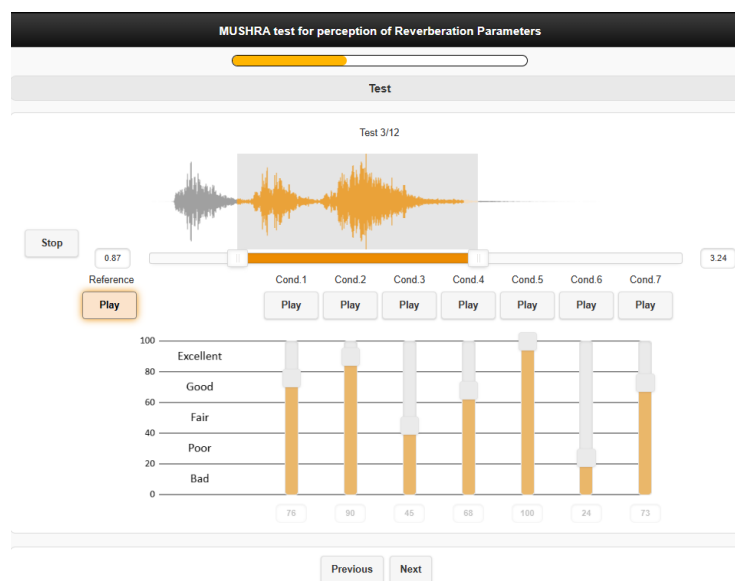 MUSHRA test for perception of Reverberation Parameters
Test
Test 3/12
Stop
0.87
3.24
Reference Cond.1 Cond.2 Cond.3 Cond.4 Cond.5 Cond.6 Cond.7
Play Play Play Play Play Play Play Play
100
Excellent
80
Good
60
Fair
40
Poor
20
Bad
0
76 90 45 68 100 24 73
Previous Next